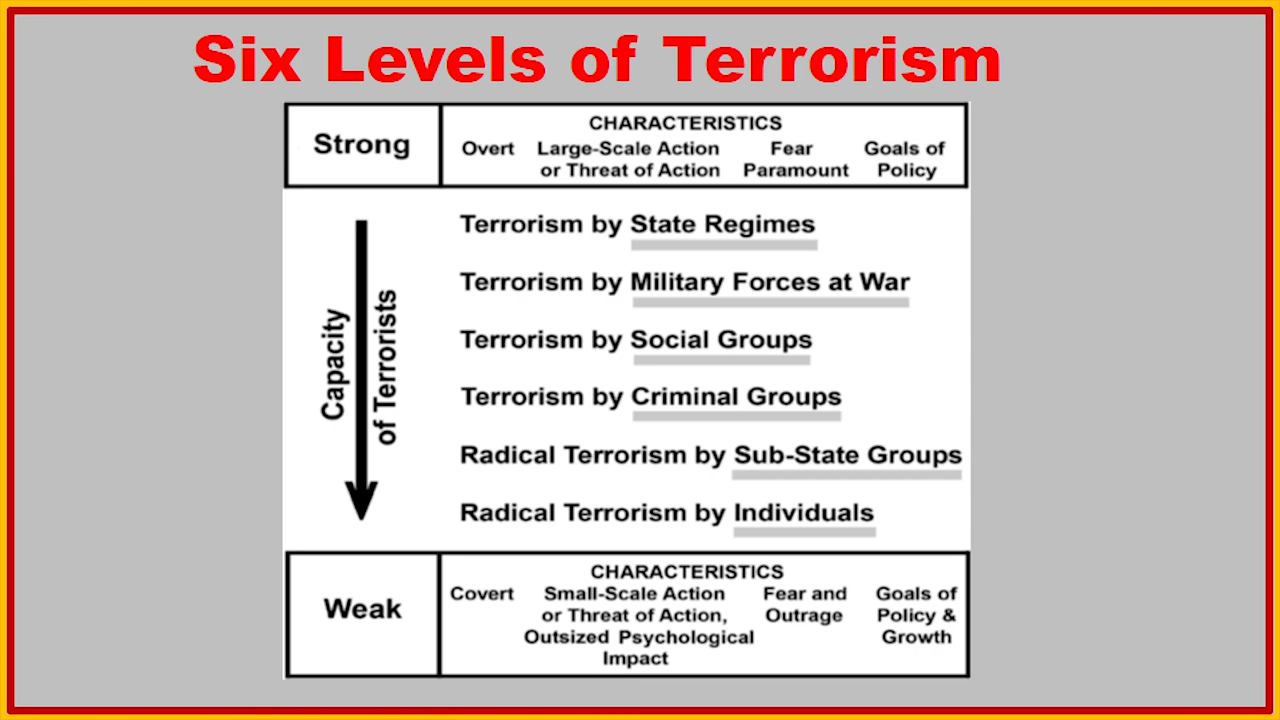 Six Levels of Terrorism
Strong
CHARACTERISTICS
Overt Large-Scale Action Fear Goals of
or Threat of Action Paramount Policy
Terrorism by State Regimes
Terrorism by Military Forces at War
Terrorism by Social Groups
Terrorism by Criminal Groups
Radical Terrorism by Sub-State Groups
Radical Terrorism by Individuals
Capacity
of Terrorists
Weak
CHARACTERISTICS
Covert Small-Scale Action Fear and Goals of
or Threat of Action, Outrage Policy &
Outsized Psychological Growth
Impact